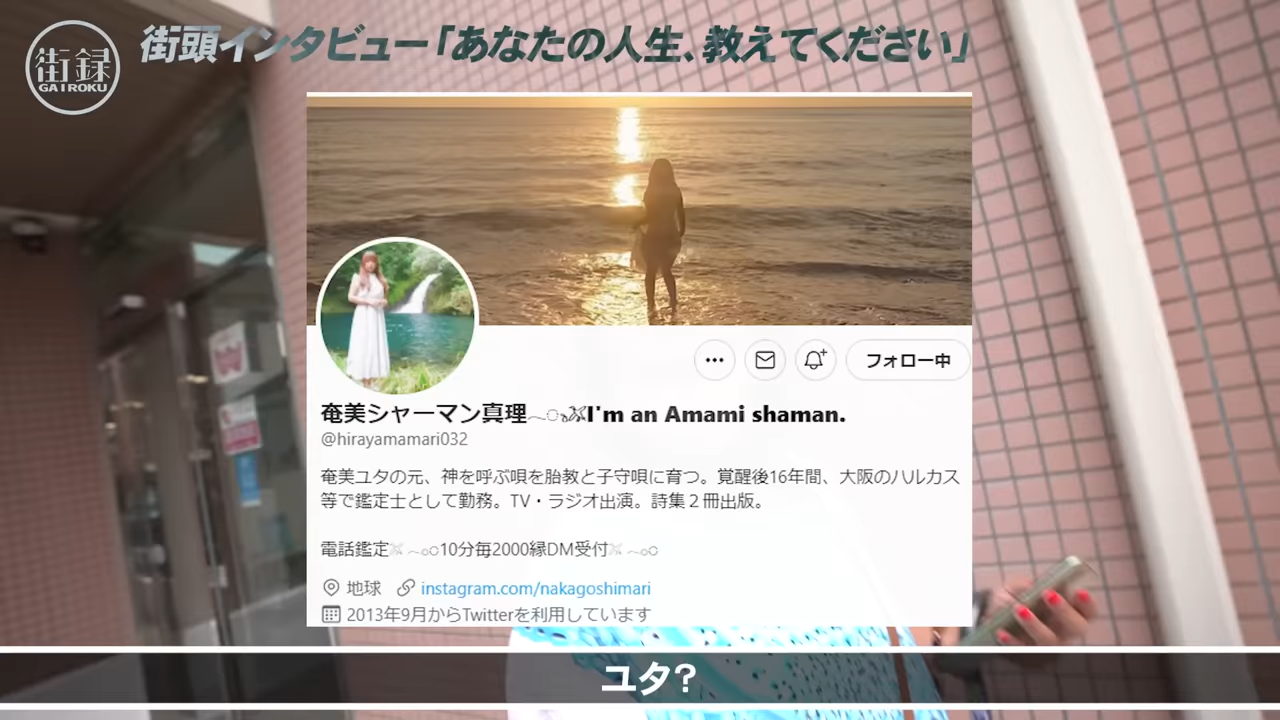 街録
GAIROKU
街頭インタビュー「あなたの人生、教えてください」
フォロー中
奄美シャーマン真理I'm an Amami shaman.
@hirayamamari032
奄美ユタの元、神を呼ぶ唄を胎教と子守唄に育つ。覚醒後16年間、大阪のハルカス
等で鑑定士として勤務。TV・ラジオ出演。詩集２冊出版。
電話鑑定 10分毎2000縁DM受付
地球 instagram.com/nakagoshimari
2013年9月からTwitterを利用しています
ユタ?